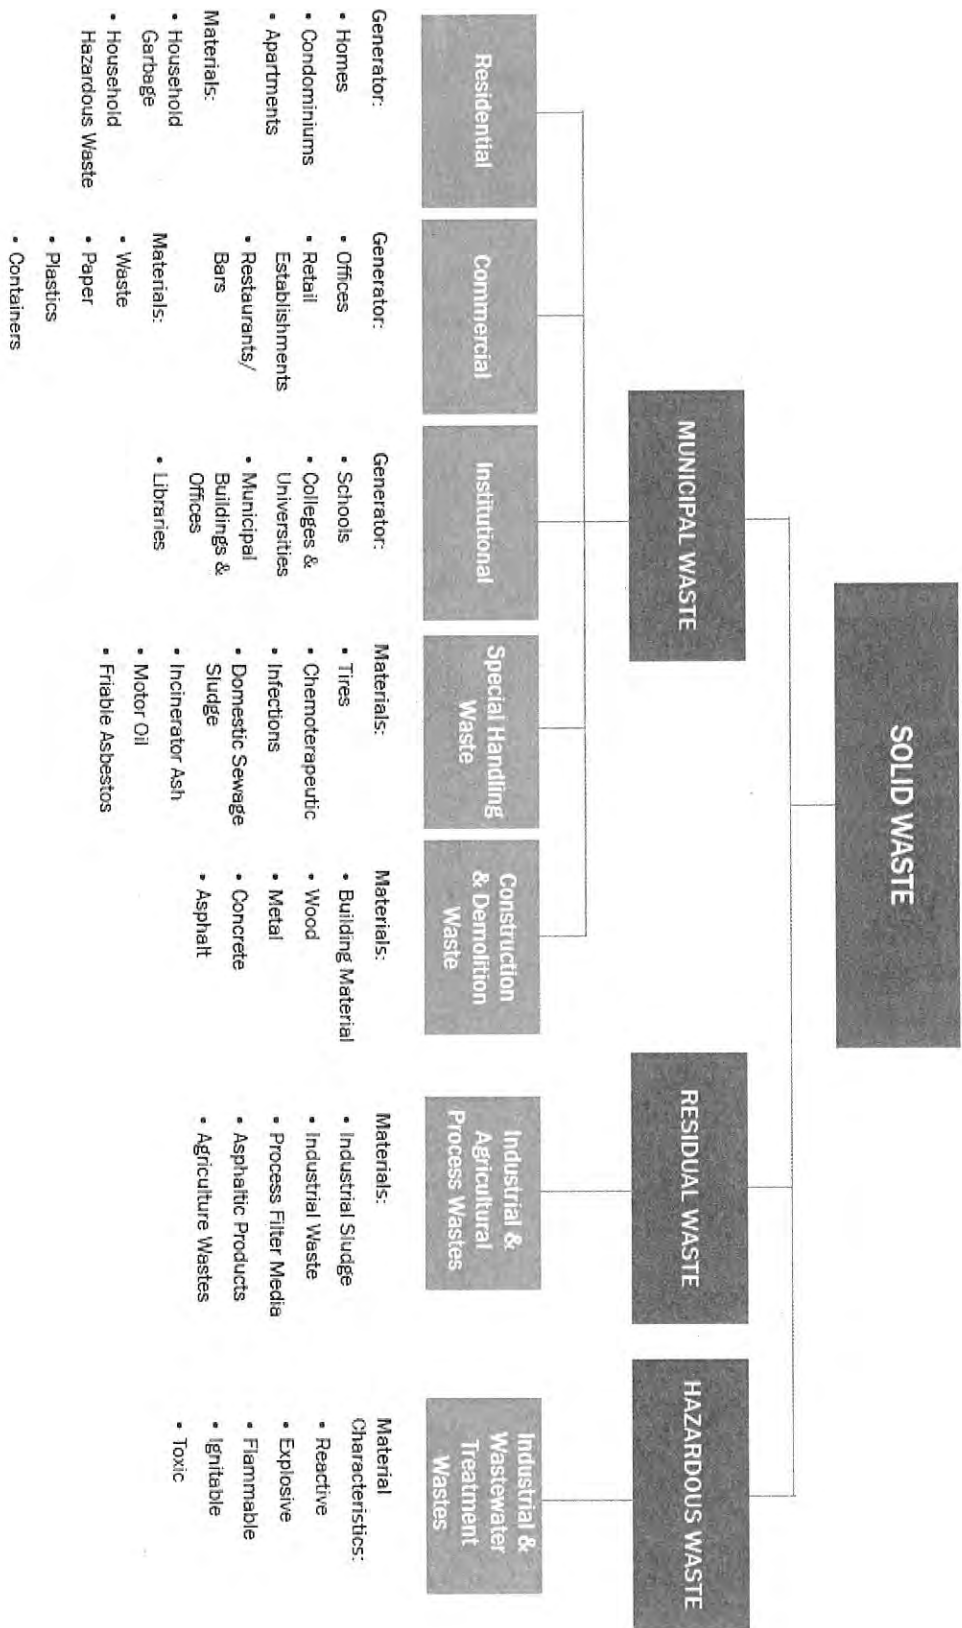 SOLID WASTE
MUNICIPAL WASTE
RESIDUAL WASTE
HAZARDOUS WASTE
Residential
Generator:
• Homes
• Condominiums
• Apartments
Materials:
• Household
Garbage
• Household
Hazardous Waste
Commercial
Generator:
• Offices
• Retail
Establishments
• Restaurants/
Bars
Materials:
• Waste
• Paper
• Plastics
• Containers
Institutional
Generator:
• Schools
• Colleges &
Universities
• Municipal
Buildings &
Offices
• Libraries
Special Handling
Waste
Materials:
• Tires
• Chemoterapeutic
• Infections
• Domestic Sewage
Sludge
• Incinerator Ash
• Motor Oil
• Friable Asbestos
Construction
& Demolition
Waste
Materials:
• Building Material
• Wood
• Metal
• Concrete
• Asphalt
Industrial &
Agricultural
Process Wastes
Materials:
• Industrial Sludge
• Industrial Waste
• Process Filter Media
• Asphaltic Products
• Agriculture Wastes
Industrial &
Wastewater
Treatment
Wastes
Material
Characteristics:
• Reactive
• Explosive
• Flammable
• Ignitable
• Toxic